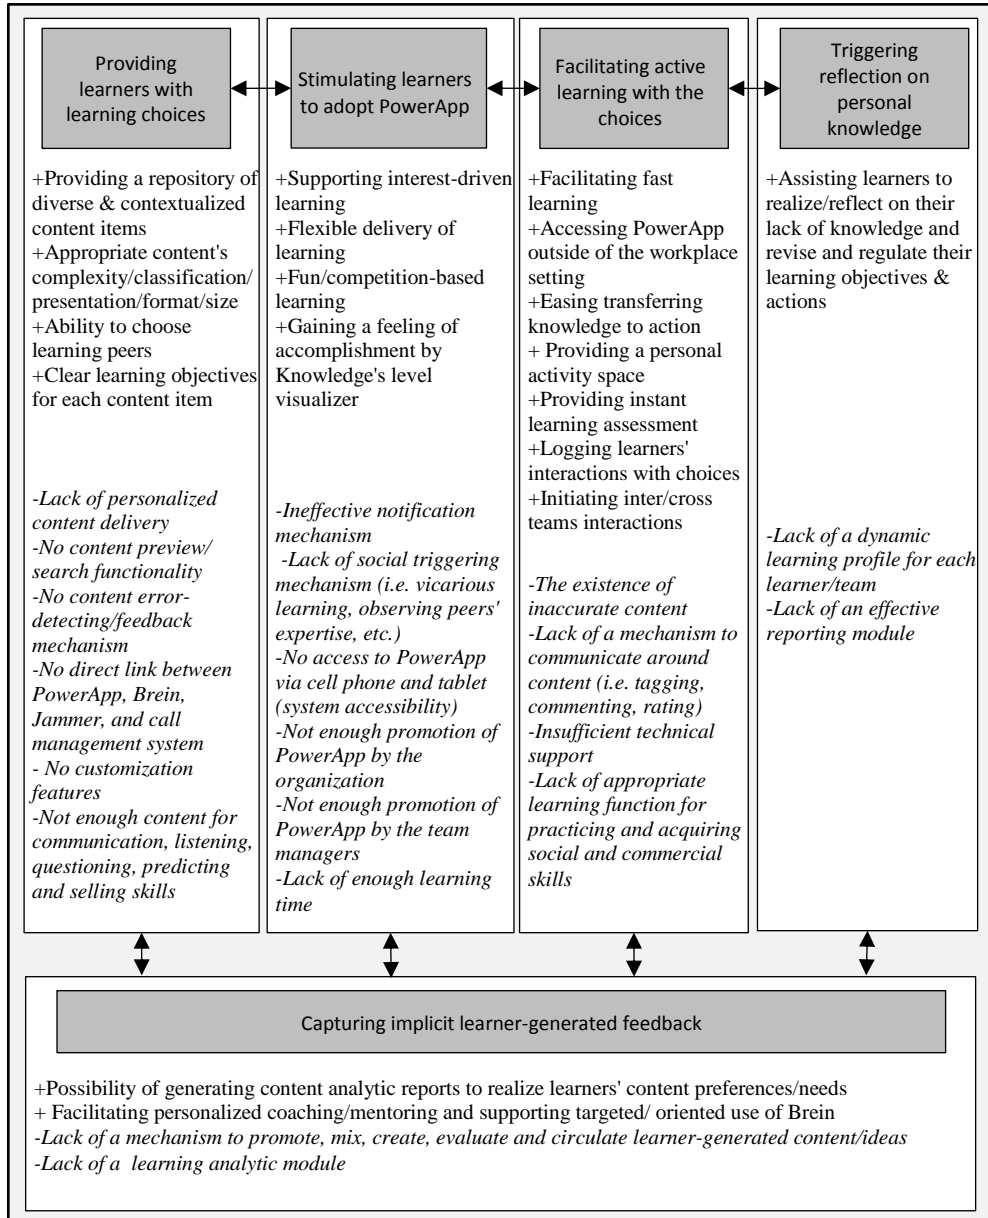 Providing
learners with
learning choices
+Providing a repository of
diverse & contextualized
content items
+Appropriate content's
complexity/classification/
presentation/format/size
+Ability to choose
learning peers
+Clear learning objectives
for each content item
-Lack of personalized
content delivery
-No content preview/
search functionality
-No content error-
detecting/feedback
mechanism
-No direct link between
PowerApp, Brein,
Jammer, and call
management system
- No customization
features
-Not enough content for
communication, listening,
questioning, predicting
and selling skills
Stimulating learners
to adopt PowerApp
+Supporting interest-driven
learning
+Flexible delivery of
learning
+Fun/competition-based
learning
+Gaining a feeling of
accomplishment by
Knowledge's level
visualizer
-Ineffective notification
mechanism
-Lack of social triggering
mechanism (i.e. vicarious
learning, observing peers'
expertise, etc.)
-No access to PowerApp
via cell phone and tablet
(system accessibility)
-Not enough promotion of
PowerApp by the
organization
-Not enough promotion of
PowerApp by the team
managers
-Lack of enough learning
time
Facilitating active
learning with the
choices
+Facilitating fast
learning
+Accessing PowerApp
outside of the workplace
setting
+Easing transferring
knowledge to action
+ Providing a personal
activity space
+Providing instant
learning assessment
+Logging learners'
interactions with choices
+Initiating inter/cross
teams interactions
-The existence of
inaccurate content
-Lack of a mechanism to
communicate around
content (i.e. tagging,
commenting, rating)
-Insufficient technical
support
-Lack of appropriate
learning function for
practicing and acquiring
social and commercial
skills
Triggering
reflection on
personal
knowledge
+Assisting learners to
realize/reflect on their
lack of knowledge and
revise and regulate their
learning objectives &
actions
-Lack of a dynamic
learning profile for each
learner/team
-Lack of an effective
reporting module
Capturing implicit learner-generated feedback
+Possibility of generating content analytic reports to realize learners' content preferences/needs
+ Facilitating personalized coaching/mentoring and supporting targeted/ oriented use of Brein
-Lack of a mechanism to promote, mix, create, evaluate and circulate learner-generated content/ideas
-Lack of a learning analytic module